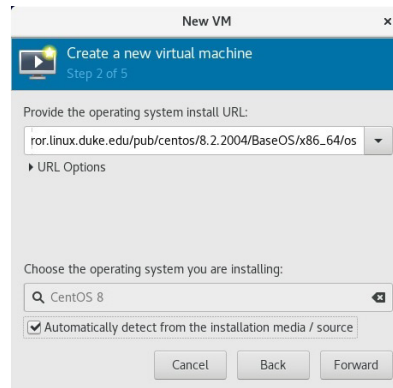 New VM
Create a new virtual machine
Step 2 of 5
Provide the operating system install URL:
ror.linux.duke.edu/pub/centos/8.2.2004/BaseOS/x86_64/os
URL Options
Choose the operating system you are installing:
CentOS 8
Automatically detect from the installation media / source
Cancel Back Forward